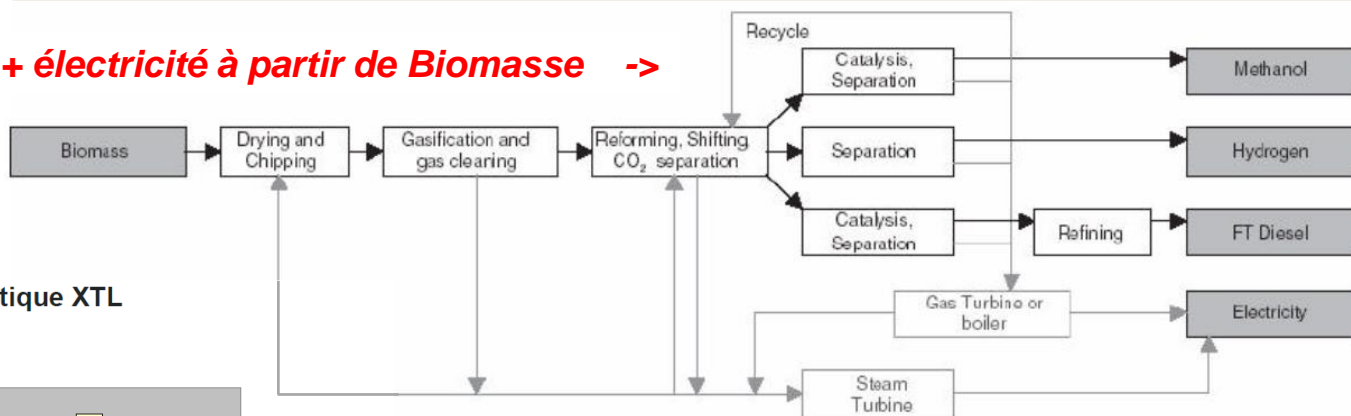 Recycle
+ électricité à partir de Biomasse ->
Catalysis,
Separation
Methanol
Biomass
Drying and
Chipping
Gasification and
gas cleaning
Reforming, Shifting,
CO₂ separation
Separation
Hydrogen
Catalysis,
Separation
Refining
FT Diesel
tique XTL
Gas Turbine or
boiler
Electricity
Steam
Turbine